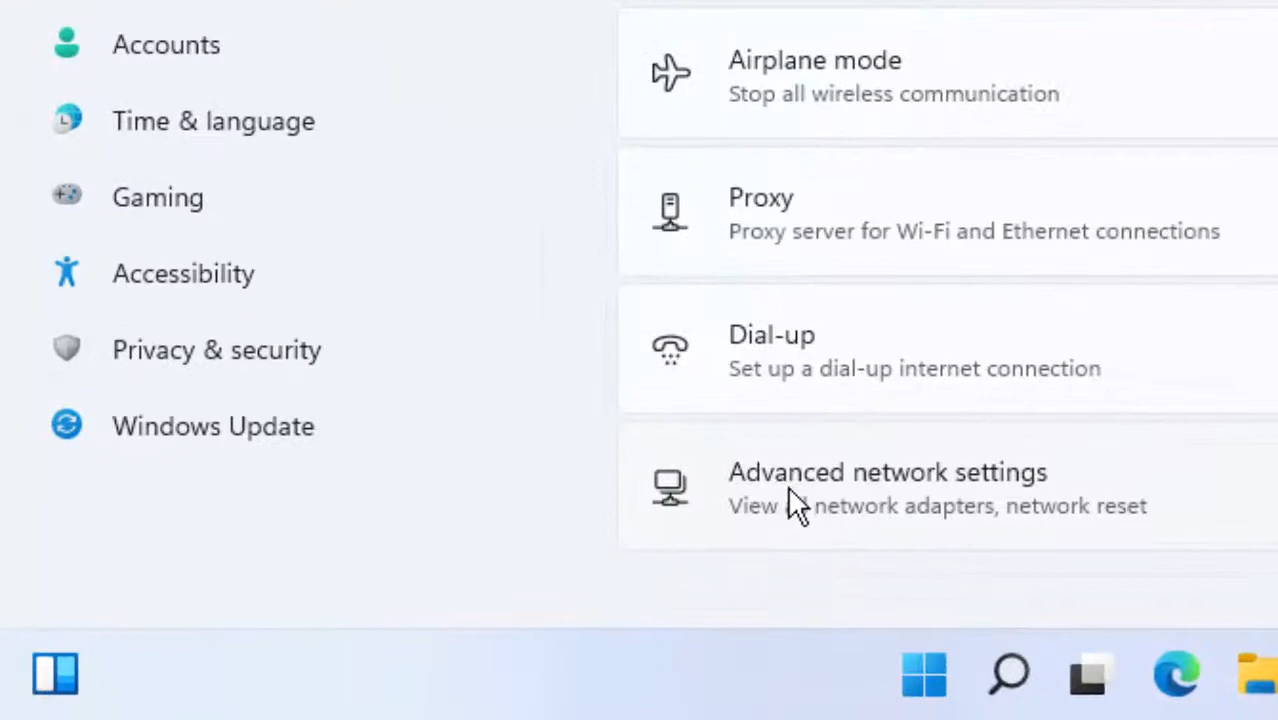 Accounts
Time & language
Gaming
Accessibility
Privacy & security
Windows Update
Airplane mode
Stop all wireless communication
Proxy
Proxy server for Wi-Fi and Ethernet connections
Dial-up
Set up a dial-up internet connection
Advanced network settings
View network adapters, network reset